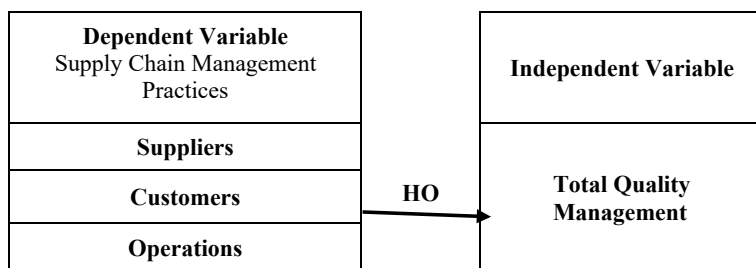 Dependent Variable
Supply Chain Management
Practices
Suppliers
Customers
Operations
HO
Independent Variable
Total Quality
Management